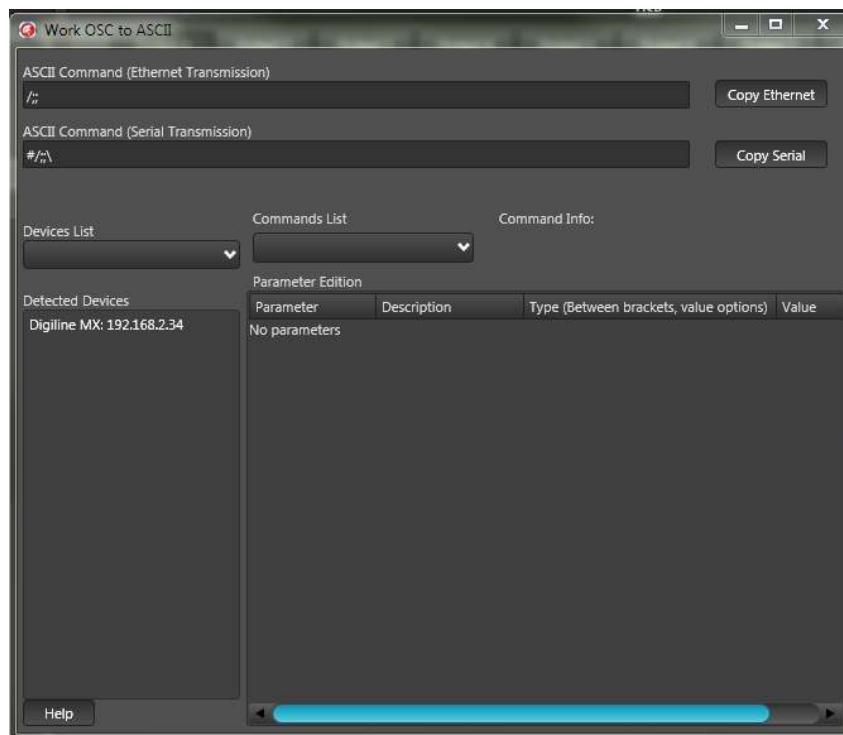 Work OSC to ASCII
ASCII Command (Ethernet Transmission)
/;;
Copy Ethernet
ASCII Command (Serial Transmission)
#/;;\
Copy Serial
Devices List
Commands List
Command Info:
Parameter Edition
Detected Devices
Parameter Description Type (Between brackets, value options) Value
Digiline MX: 192.168.2.34
No parameters
Help